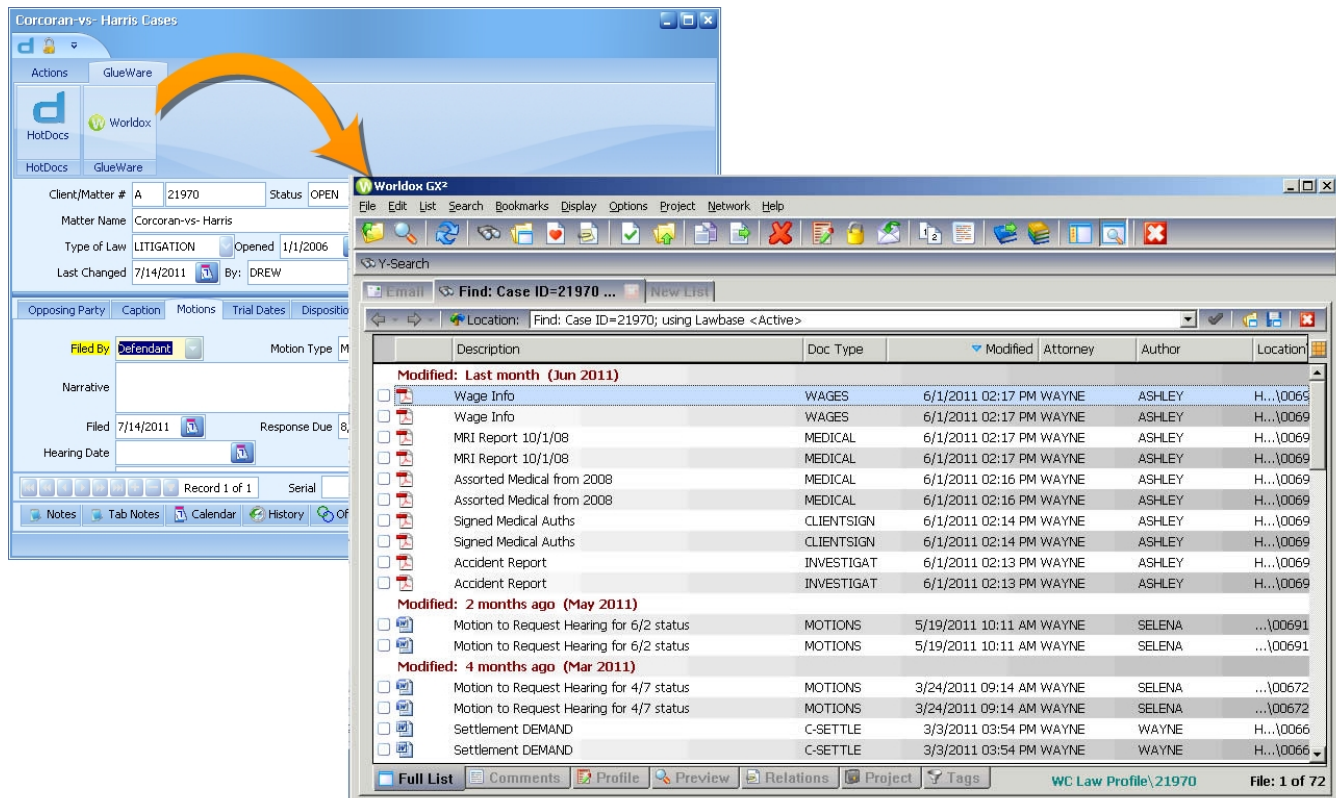 Corcoran-vs- Harris Cases
Actions GlueWare
HotDocs
Worldox
HotDocs GlueWare
Client/Matter # A 21970 Status OPEN
Matter Name Corcoran-vs- Harris
Type of Law LITIGATION Opened 1/1/2006
Last Changed 7/14/2011 By: DREW
Opposing Party Caption Motions Trial Dates Dispositio
Filed By Defendant Motion Type M
Narrative
Filed 7/14/2011 Response Due 8/
Hearing Date
Record 1 of 1 Serial
Notes Tab Notes Calendar History Of
Worldox GX²
File Edit List Search Bookmarks Display Options Project Network Help
Y-Search
Email Find: Case ID=21970 ... New List
Location: Find: Case ID=21970; using Lawbase <Active>
Description Doc Type Modified Attorney Author Location
Modified: Last month (Jun 2011)
Wage Info WAGES 6/1/2011 02:17 PM WAYNE ASHLEY H...\0069
Wage Info WAGES 6/1/2011 02:17 PM WAYNE ASHLEY H...\0069
MRI Report 10/1/08 MEDICAL 6/1/2011 02:17 PM WAYNE ASHLEY H...\0069
MRI Report 10/1/08 MEDICAL 6/1/2011 02:17 PM WAYNE ASHLEY H...\0069
Assorted Medical from 2008 MEDICAL 6/1/2011 02:16 PM WAYNE ASHLEY H...\0069
Assorted Medical from 2008 MEDICAL 6/1/2011 02:16 PM WAYNE ASHLEY H...\0069
Signed Medical Auths CLIENTSIGN 6/1/2011 02:14 PM WAYNE ASHLEY H...\0069
Signed Medical Auths CLIENTSIGN 6/1/2011 02:14 PM WAYNE ASHLEY H...\0069
Accident Report INVESTIGAT 6/1/2011 02:13 PM WAYNE ASHLEY H...\0069
Accident Report INVESTIGAT 6/1/2011 02:13 PM WAYNE ASHLEY H...\0069
Modified: 2 months ago (May 2011)
Motion to Request Hearing for 6/2 status MOTIONS 5/19/2011 10:11 AM WAYNE SELENA ...\00691
Motion to Request Hearing for 6/2 status MOTIONS 5/19/2011 10:11 AM WAYNE SELENA ...\00691
Modified: 4 months ago (Mar 2011)
Motion to Request Hearing for 4/7 status MOTIONS 3/24/2011 09:14 AM WAYNE SELENA ...\00672
Motion to Request Hearing for 4/7 status MOTIONS 3/24/2011 09:14 AM WAYNE SELENA ...\00672
Settlement DEMAND C-SETTLE 3/3/2011 03:54 PM WAYNE WAYNE H...\0066
Settlement DEMAND C-SETTLE 3/3/2011 03:54 PM WAYNE WAYNE H...\0066
Full List Comments Profile Preview Relations Project Tags WC Law Profile\21970 File: 1 of 72